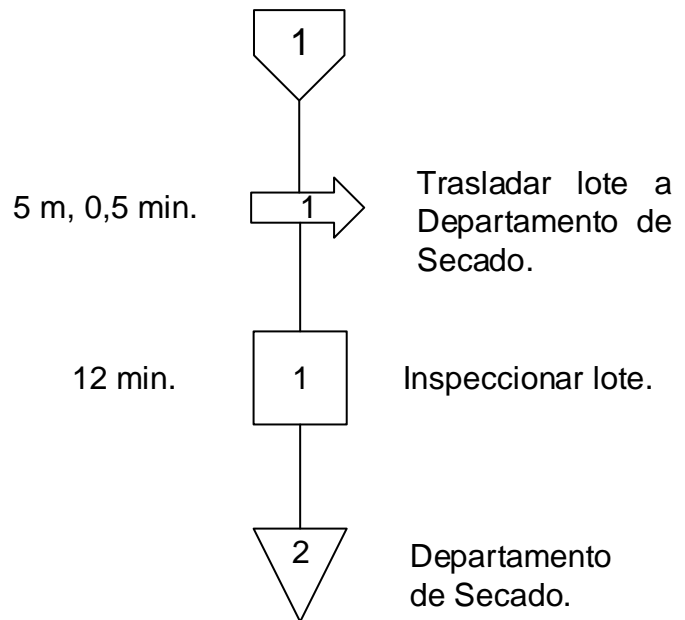 1
5 m, 0,5 min.
1
Trasladar lote a
Departamento de
Secado.
12 min.
1
Inspeccionar lote.
2
Departamento
de Secado.